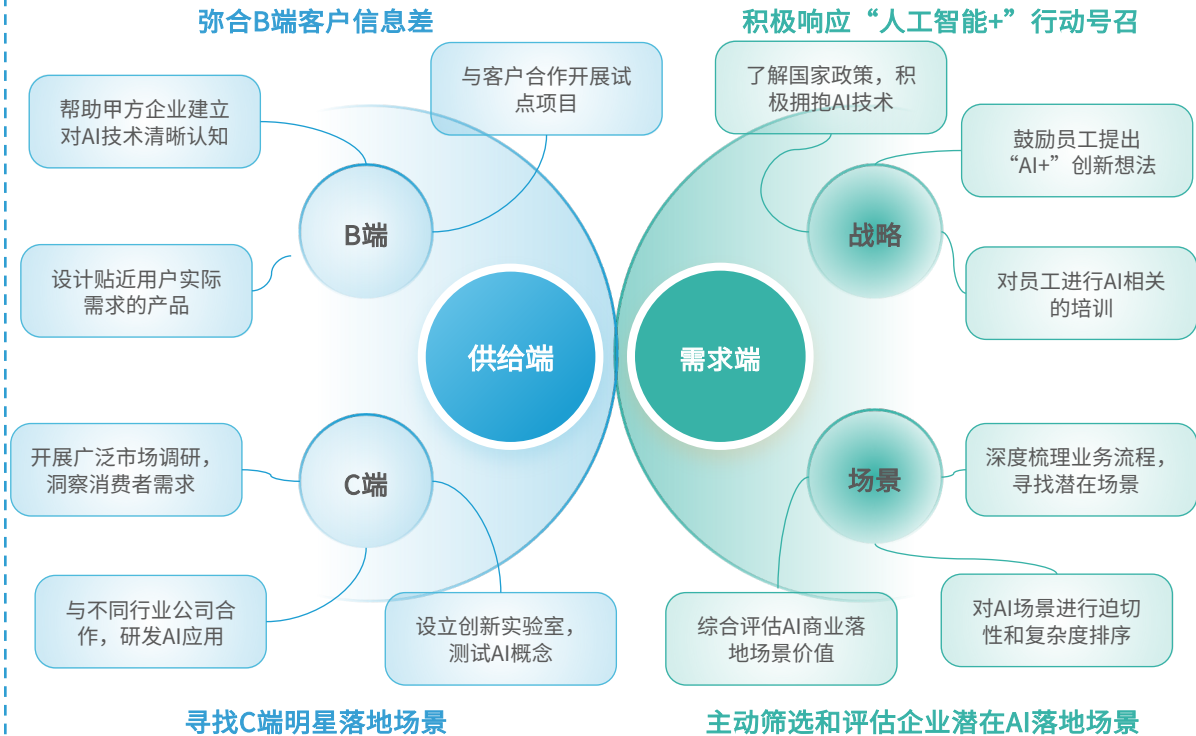 弥合B端客户信息差
积极响应“人工智能+”行动号召
帮助甲方企业建立
对AI技术清晰认知
与客户合作开展试
点项目
B端
设计贴近用户实际
需求的产品
供给端
开展广泛市场调研，
洞察消费者需求
C端
与不同行业公司合
作，研发AI应用
设立创新实验室，
测试AI概念
寻找C端明星落地场景
了解国家政策，积
极拥抱AI技术
鼓励员工提出
“AI+”创新想法
战略
对员工进行AI相关
的培训
需求端
深度梳理业务流程，
寻找潜在场景
场景
综合评估AI商业落
地场景价值
对AI场景进行迫切
性和复杂度排序
主动筛选和评估企业潜在AI落地场景